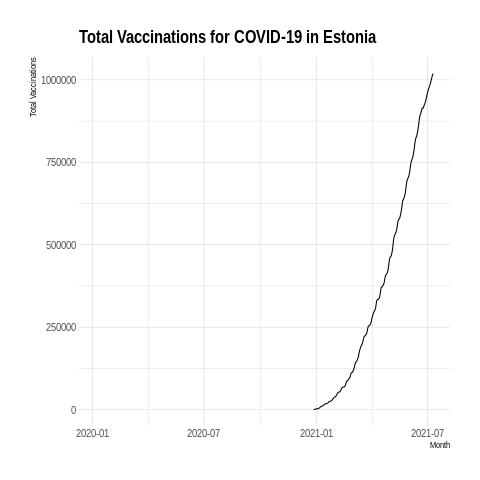 Total Vaccinations for COVID-19 in Estonia
Total Vaccinations
1000000
750000
500000
250000
0
2020-01 2020-07 2021-01 2021-07
Month